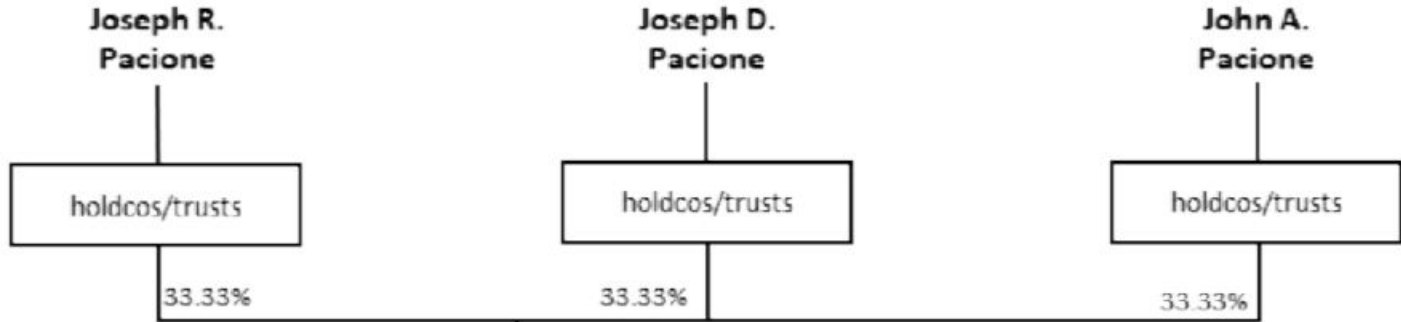 Joseph R.
Pacione
Joseph D.
Pacione
John A.
Pacione
holdcos/trusts
holdcos/trusts
holdcos/trusts
33.33%
33.33%
33.33%